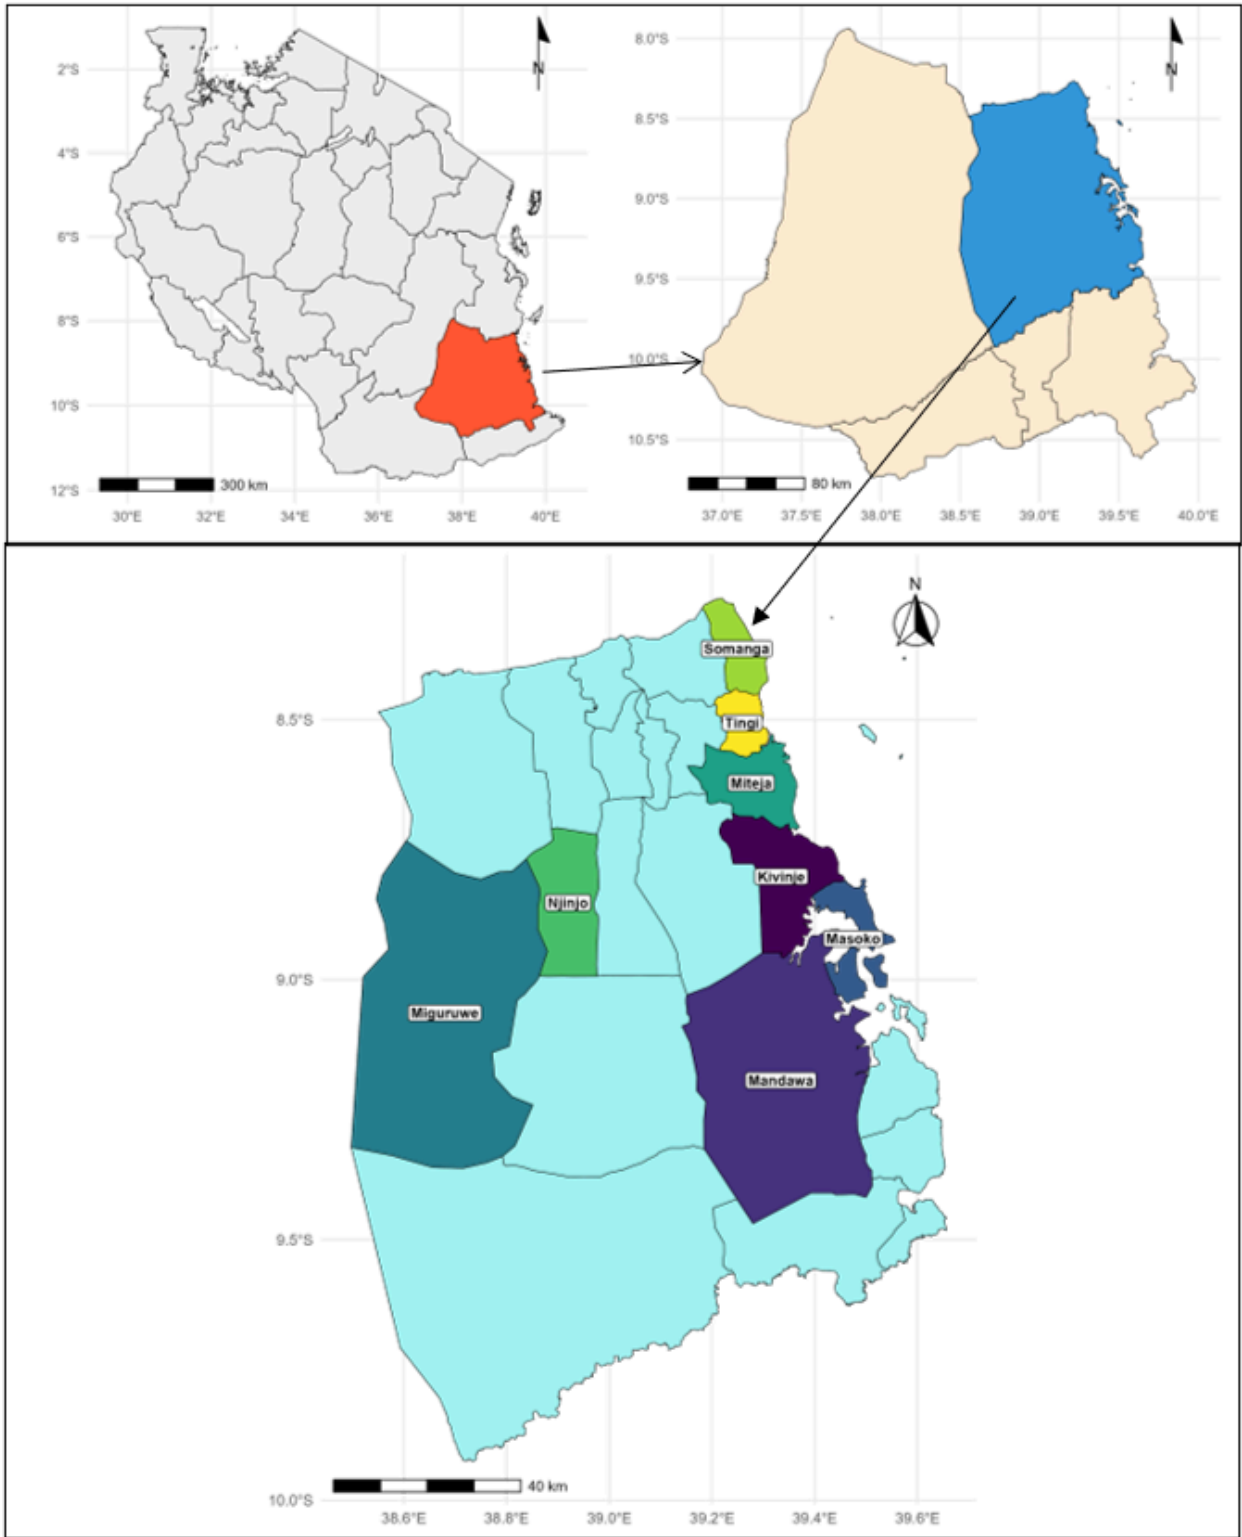 N
2°S
4°S
6°S
8°S
10°S
12°S
300 km
30°E 32°E 34°E 36°E 38°E 40°E
N
8.0°S
8.5°S
9.0°S
9.5°S
10.0°S
10.5°S
80 km
37.0°E 37.5°E 38.0°E 38.5°E 39.0°E 39.5°E 40.0°E
N
Somanga
8.5°S
Tingi
Miteja
Kivinje
Njinjo
Masoko
9.0°S
Miguruwe
Mandawa
9.5°S
40 km
10.0°S
38.6°E 38.8°E 39.0°E 39.2°E 39.4°E 39.6°E